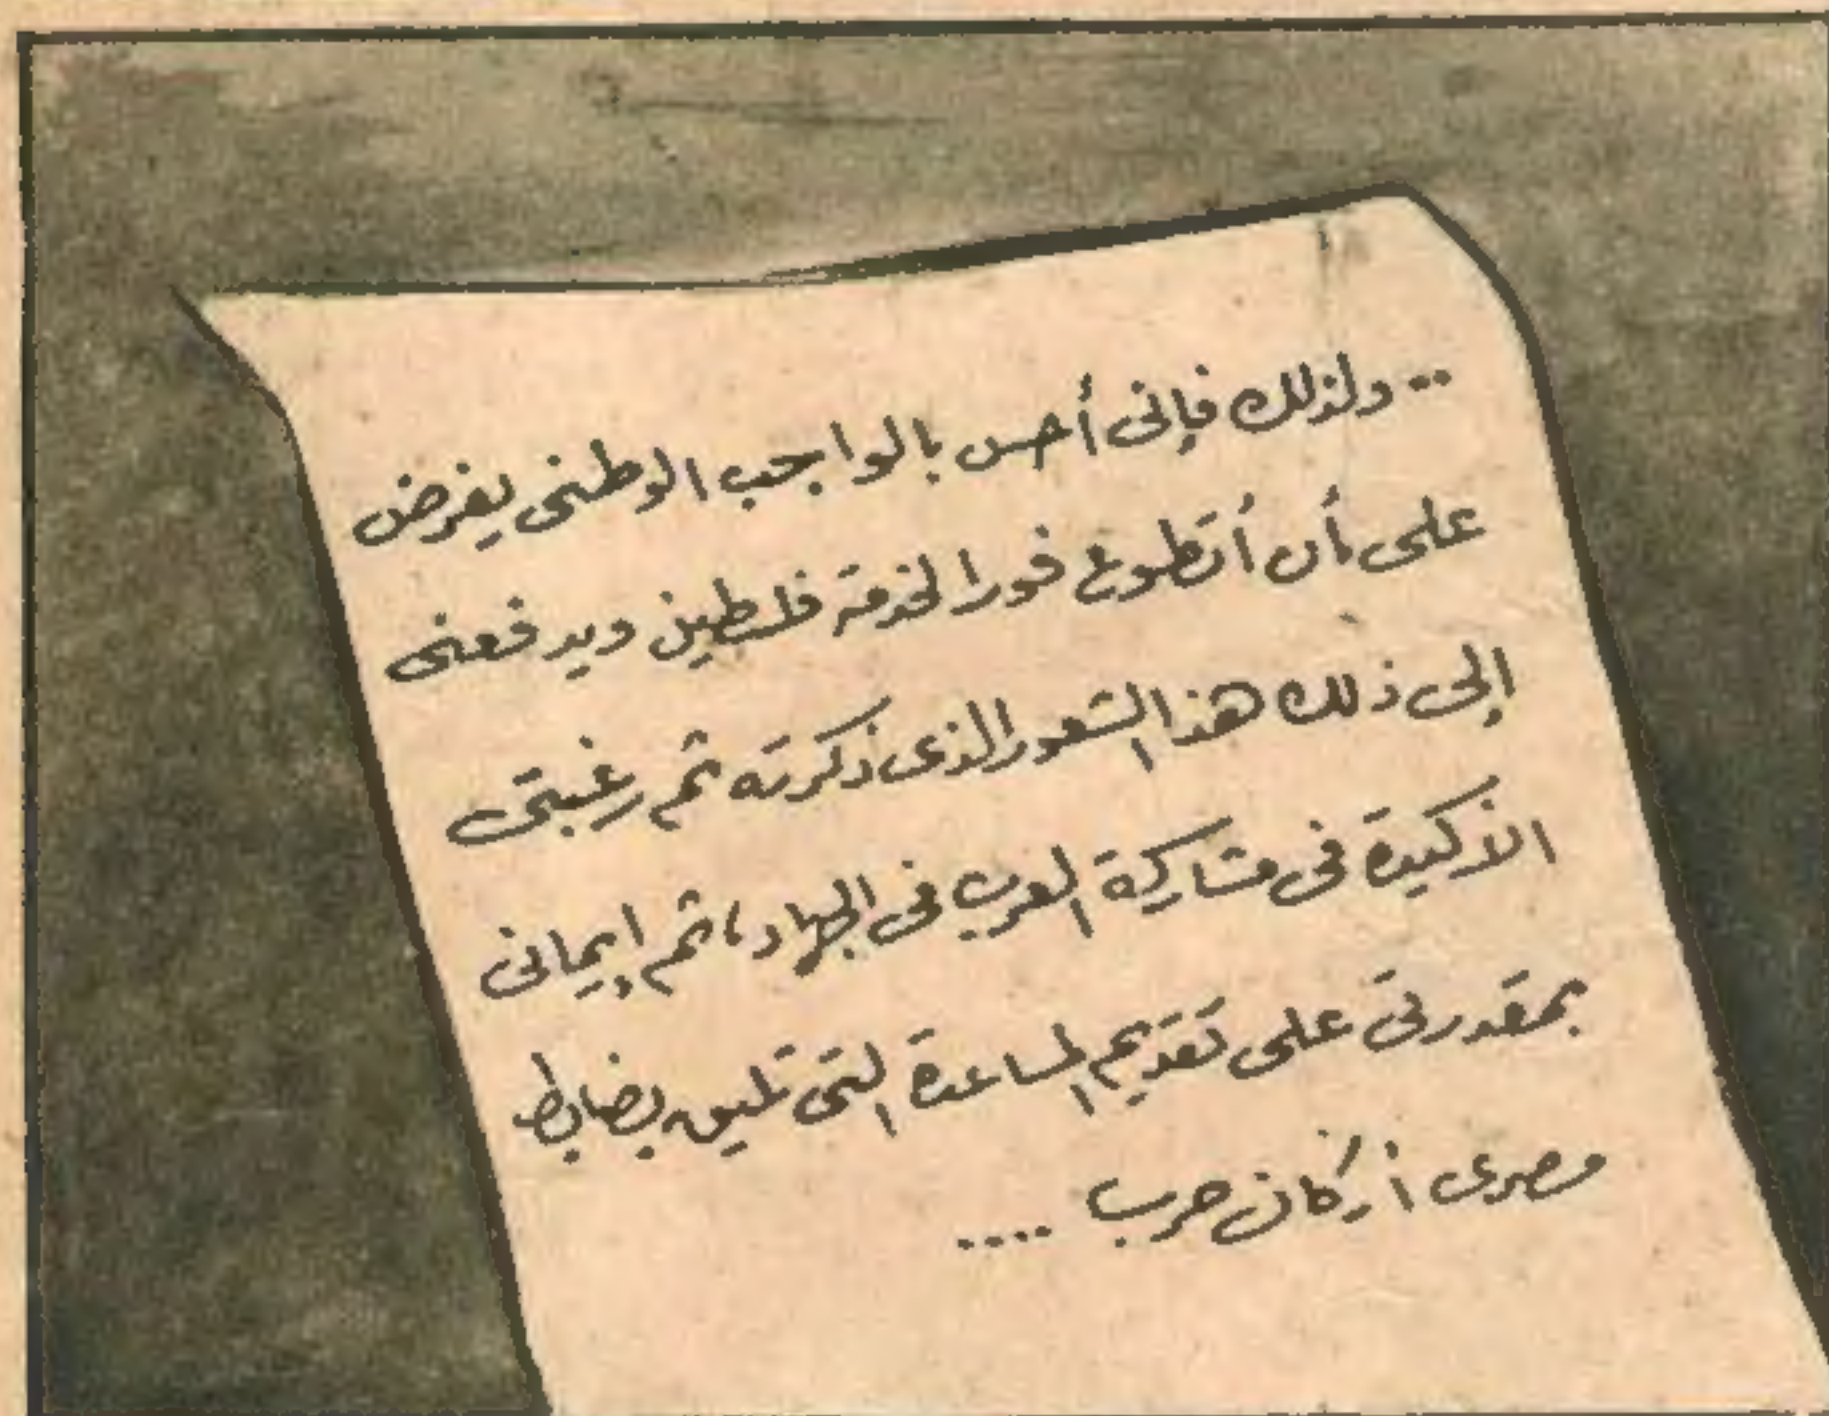 .. ولذلك فإنى أحس بالواجب الوطنى يفرض
على أن أتطوع فورا لخدمة فلسطين ويدفعنى
إلى ذلك هذا الشعور الذى ذكرته ثم رغبتى
الأكيدة فى مشاركة العرب فى الجهاد، ثم إيمانى
بمقدرتى على تقديم المساعدة التى تليق بضابط
مصرى أركان حرب ....